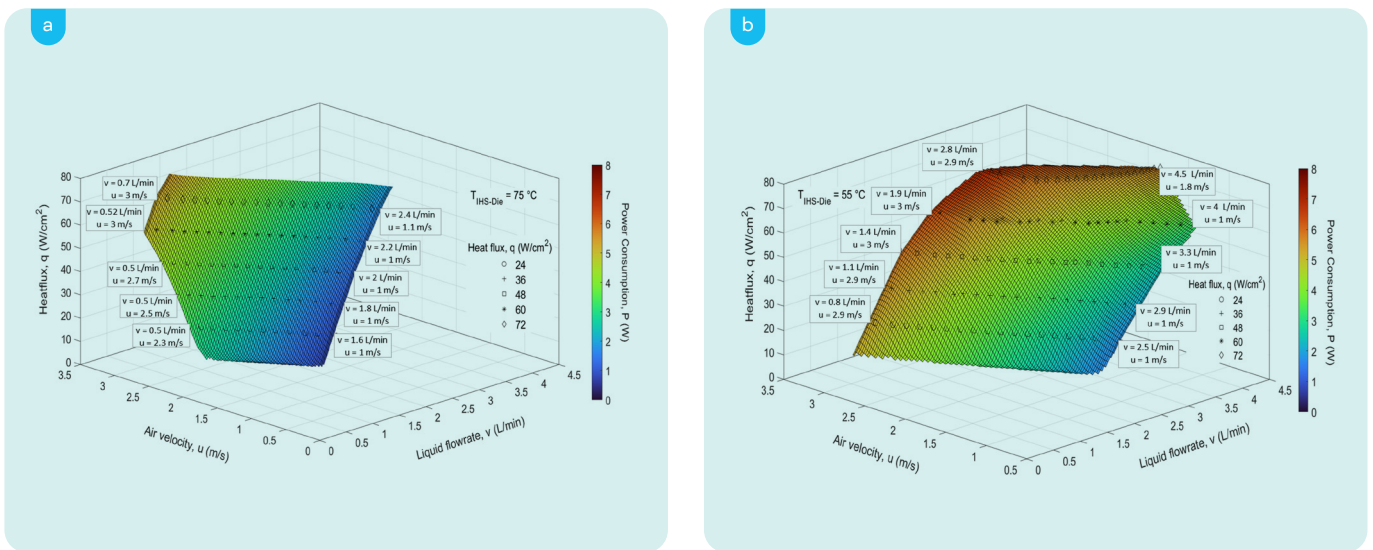 a
v = 0.7 L/min
u = 3 m/s
v = 0.52 L/min
u = 3 m/s
v = 0.5 L/min
u = 2.7 m/s
v = 0.5 L/min
u = 2.5 m/s
v = 0.5 L/min
u = 2.3 m/s
T IHS-Die = 75 °C
v = 2.4 L/min
u = 1.1 m/s
v = 2.2 L/min
u = 1 m/s
v = 2 L/min
u = 1 m/s
v = 1.8 L/min
u = 1 m/s
v = 1.6 L/min
u = 1 m/s
Heat flux, q (W/cm²)
○ 24
+ 36
□ 48
* 60
◊ 72
Heatflux, q (W/cm²)
80
70
60
50
40
30
20
10
0
3.5
3
2.5
2
1.5
1
0.5
0
Air velocity, u (m/s)
0
0.5
1
1.5
2
2.5
3
3.5
4
4.5
Liquid flowrate, v (L/min)
8
7
6
5
4
3
2
1
0
Power Consumption, P (W)
b
v = 2.8 L/min
u = 2.9 m/s
v = 1.9 L/min
u = 3 m/s
v = 1.4 L/min
u = 3 m/s
v = 1.1 L/min
u = 2.9 m/s
v = 0.8 L/min
u = 2.9 m/s
T IHS-Die = 55 °C
v = 4.5 L/min
u = 1.8 m/s
v = 4 L/min
u = 1 m/s
v = 3.3 L/min
u = 1 m/s
v = 2.9 L/min
u = 1 m/s
v = 2.5 L/min
u = 1 m/s
Heat flux, q (W/cm²)
○ 24
+ 36
□ 48
* 60
◊ 72
Heatflux, q (W/cm²)
80
70
60
50
40
30
20
10
0
3.5
3
2.5
2
1.5
1
0.5
Air velocity, u (m/s)
0
0.5
1
1.5
2
2.5
3
3.5
4
4.5
Liquid flowrate, v (L/min)
8
7
6
5
4
3
2
1
0
Power Consumption, P (W)